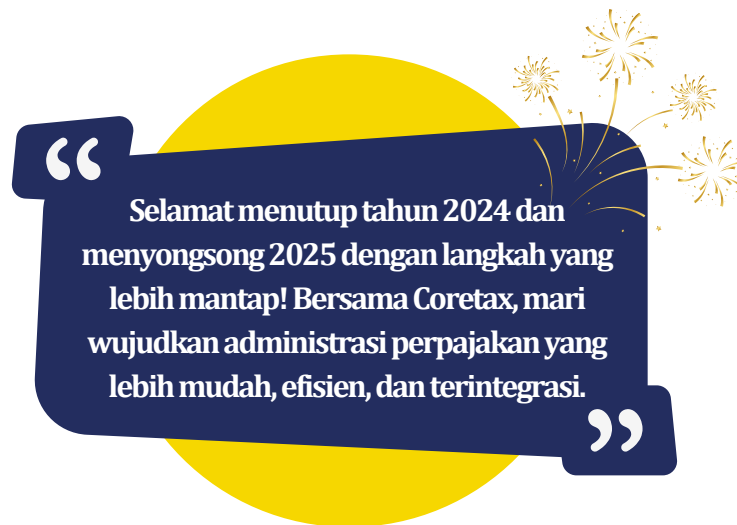 “
Selamat menutup tahun 2024 dan
menyongsong 2025 dengan langkah yang
lebih mantap! Bersama Coretax, mari
wujudkan administrasi perpajakan yang
lebih mudah, efisien, dan terintegrasi.
”